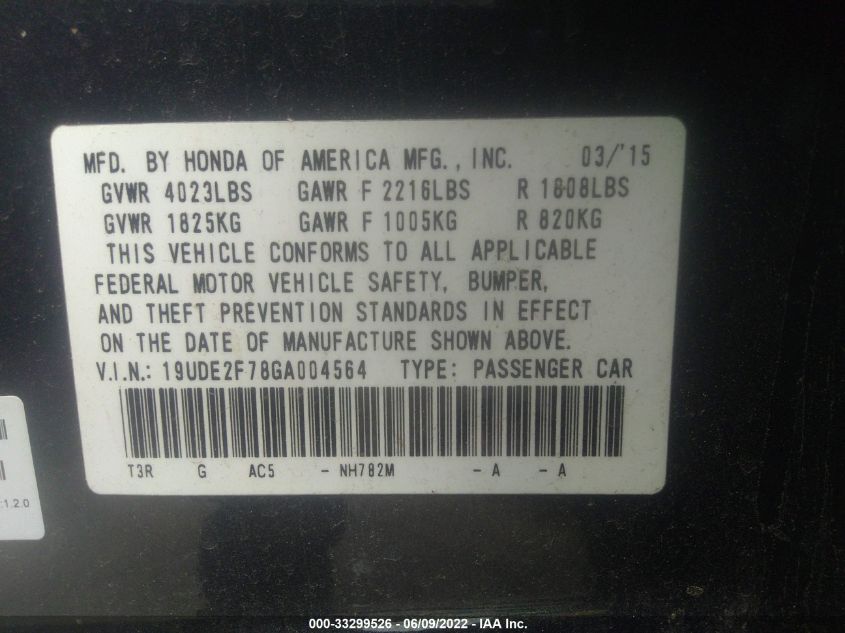 MFD. BY HONDA OF AMERICA MFG., INC. 03/'15
GVWR 4023LBS GAWR F 2216LBS R 1808LBS
GVWR 1825KG GAWR F 1005KG R 820KG
THIS VEHICLE CONFORMS TO ALL APPLICABLE
FEDERAL MOTOR VEHICLE SAFETY, BUMPER,
AND THEFT PREVENTION STANDARDS IN EFFECT
ON THE DATE OF MANUFACTURE SHOWN ABOVE.
V.I.N.: 19UDE2F78GA004564 TYPE: PASSENGER CAR
T3R G AC5 - NH782M - A - A
:1.2.0
000-33299526 - 06/09/2022 - IAA Inc.